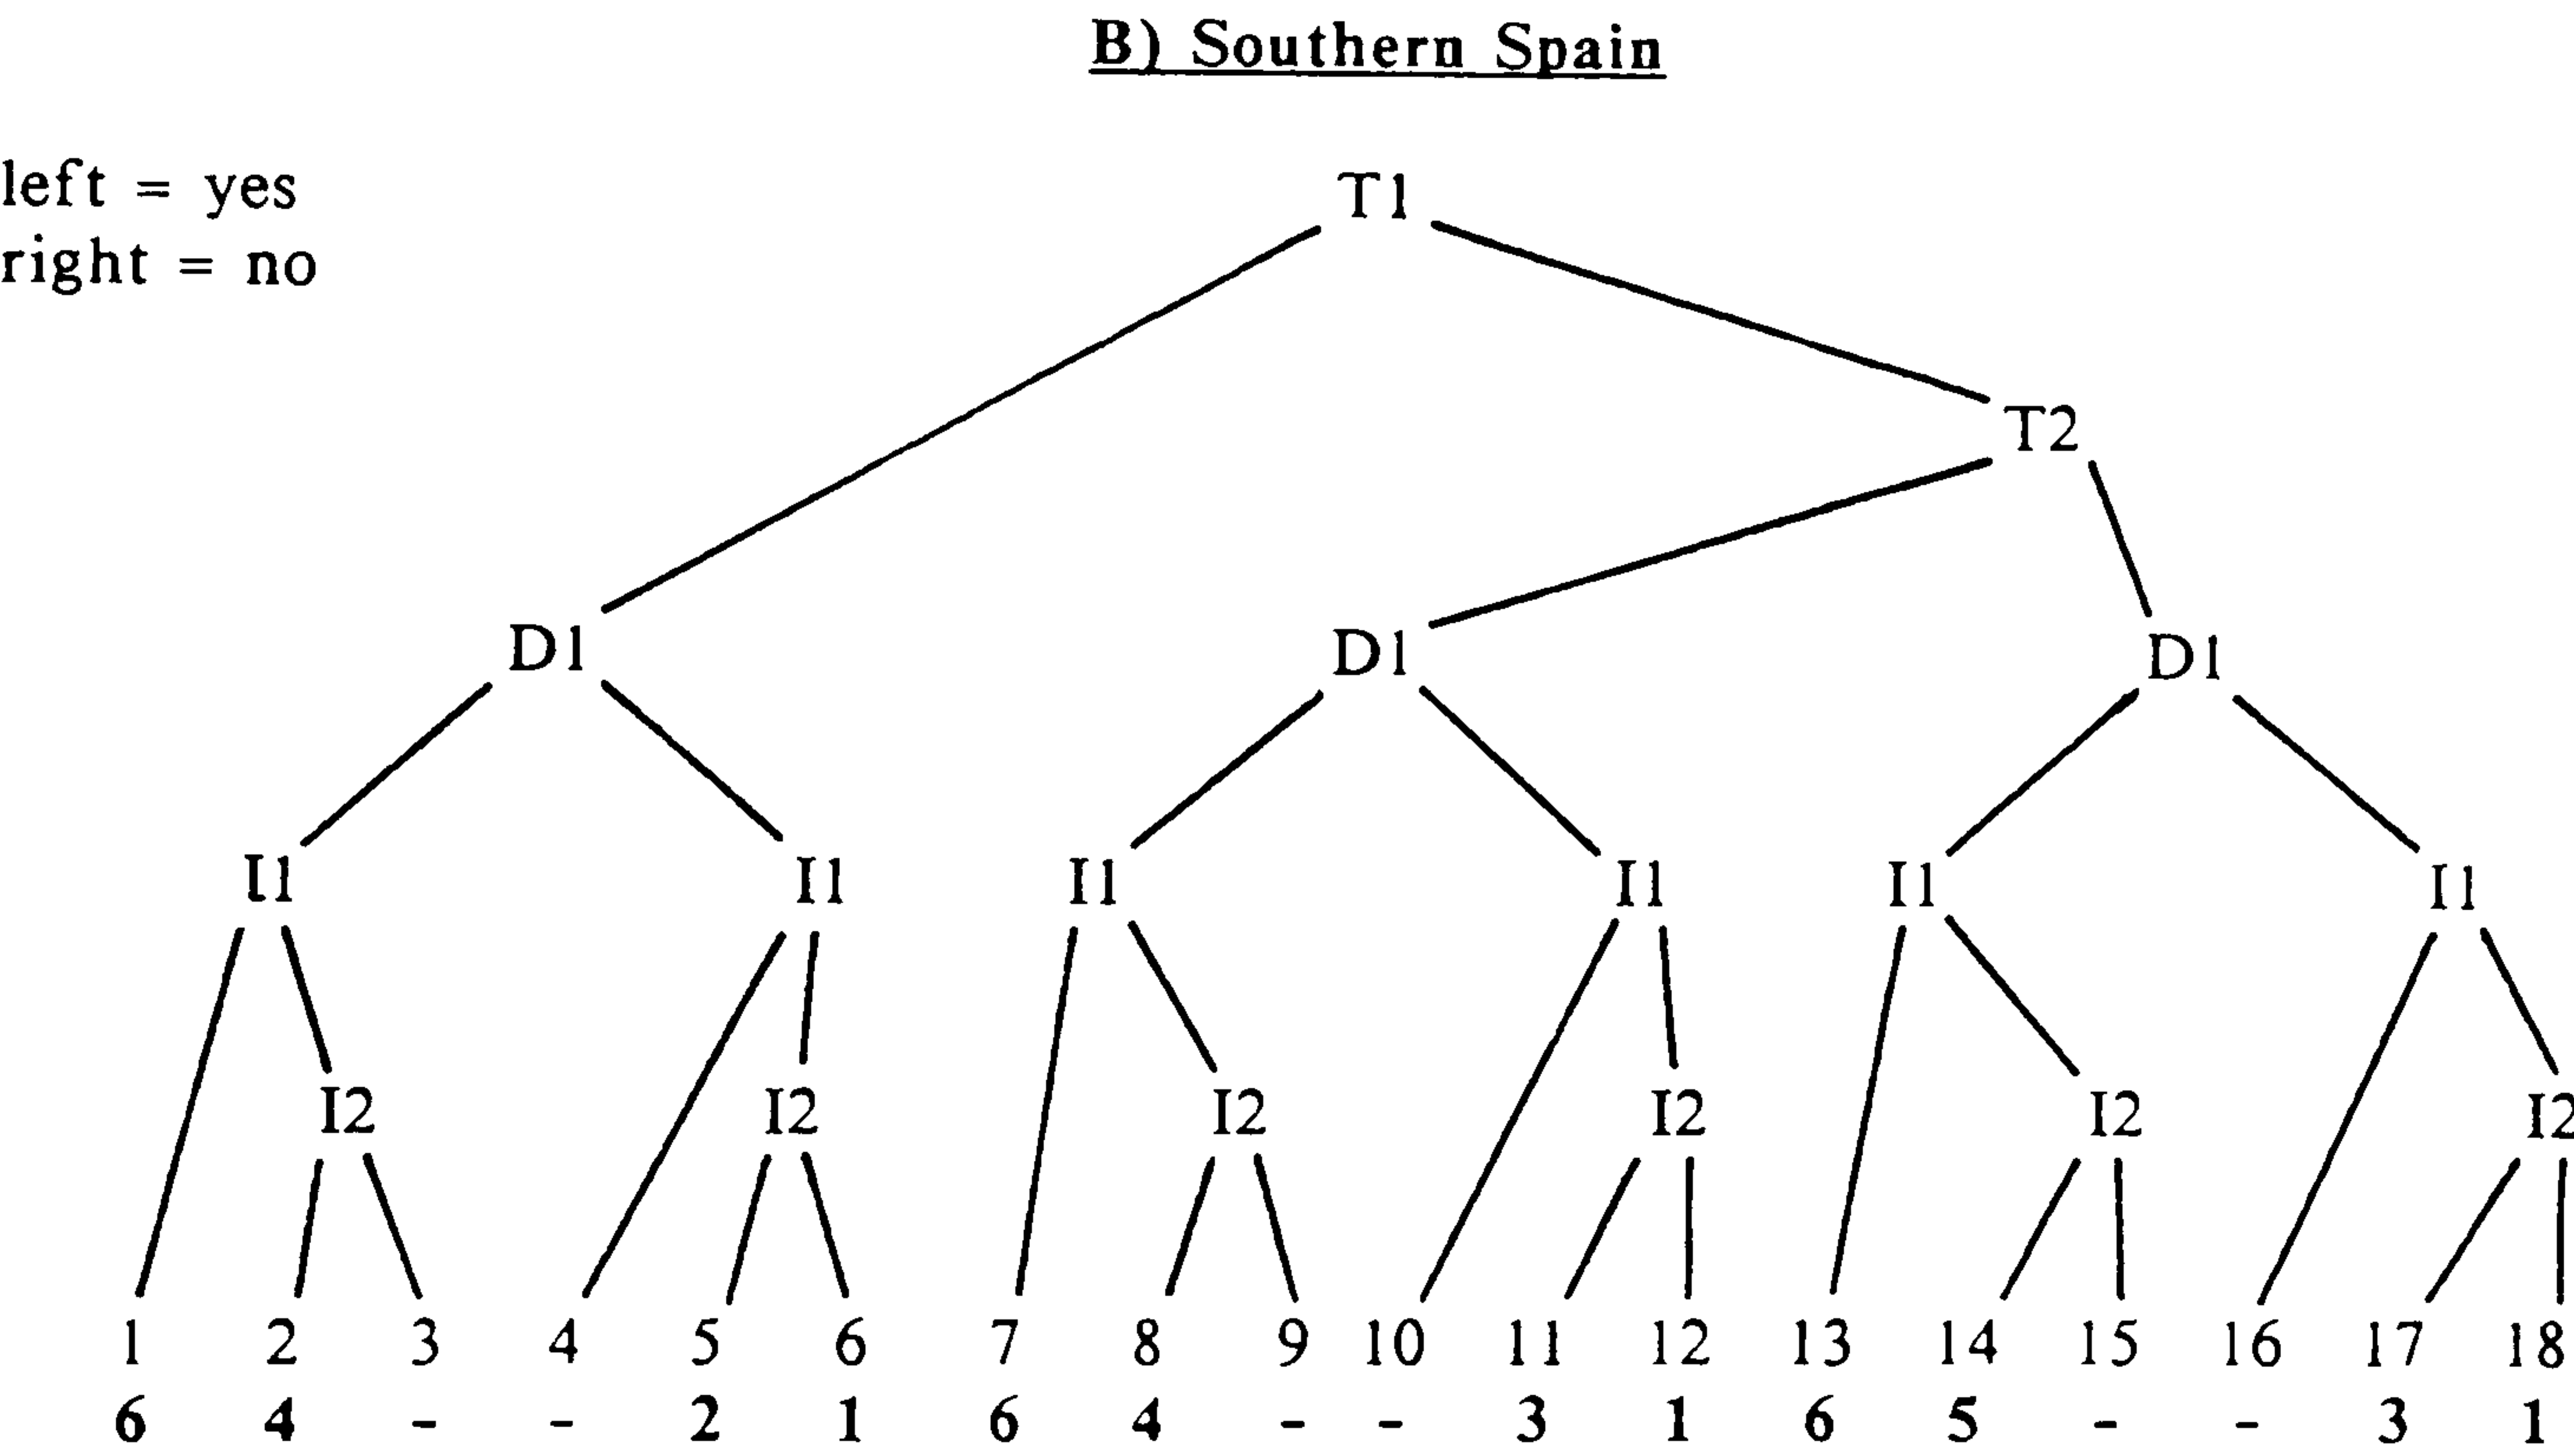 B) Southern Spain
left = yes
right = no
T1
T2
D1 D1 D1
I1 I1 I1 I1 I1 I1
I2 I2 I2 I2 I2 I2
1 2 3 4 5 6 7 8 9 10 11 12 13 14 15 16 17 18
6 4 - - 2 1 6 4 - - 3 1 6 5 - - 3 1